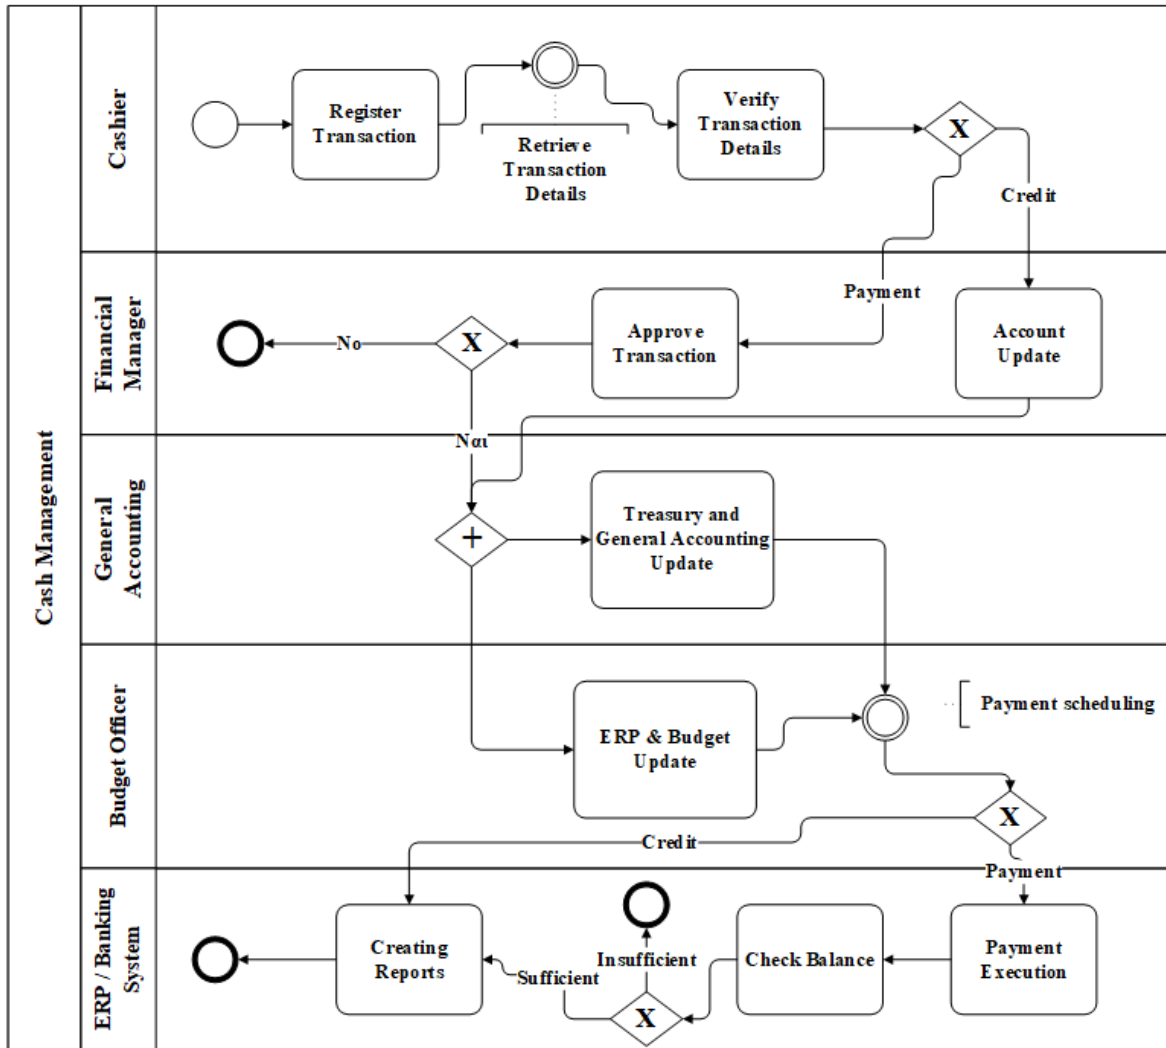 Cash Management
Cashier
Register
Transaction
Retrieve
Transaction
Details
Verify
Transaction
Details
X
Credit
Payment
Financial
Manager
No
X
Approve
Transaction
Account
Update
Ναι
General
Accounting
+
Treasury and
General Accounting
Update
Budget Officer
ERP & Budget
Update
Payment scheduling
X
Credit
Payment
ERP / Banking
System
Creating
Reports
Sufficient
Insufficient
X
Check Balance
Payment
Execution